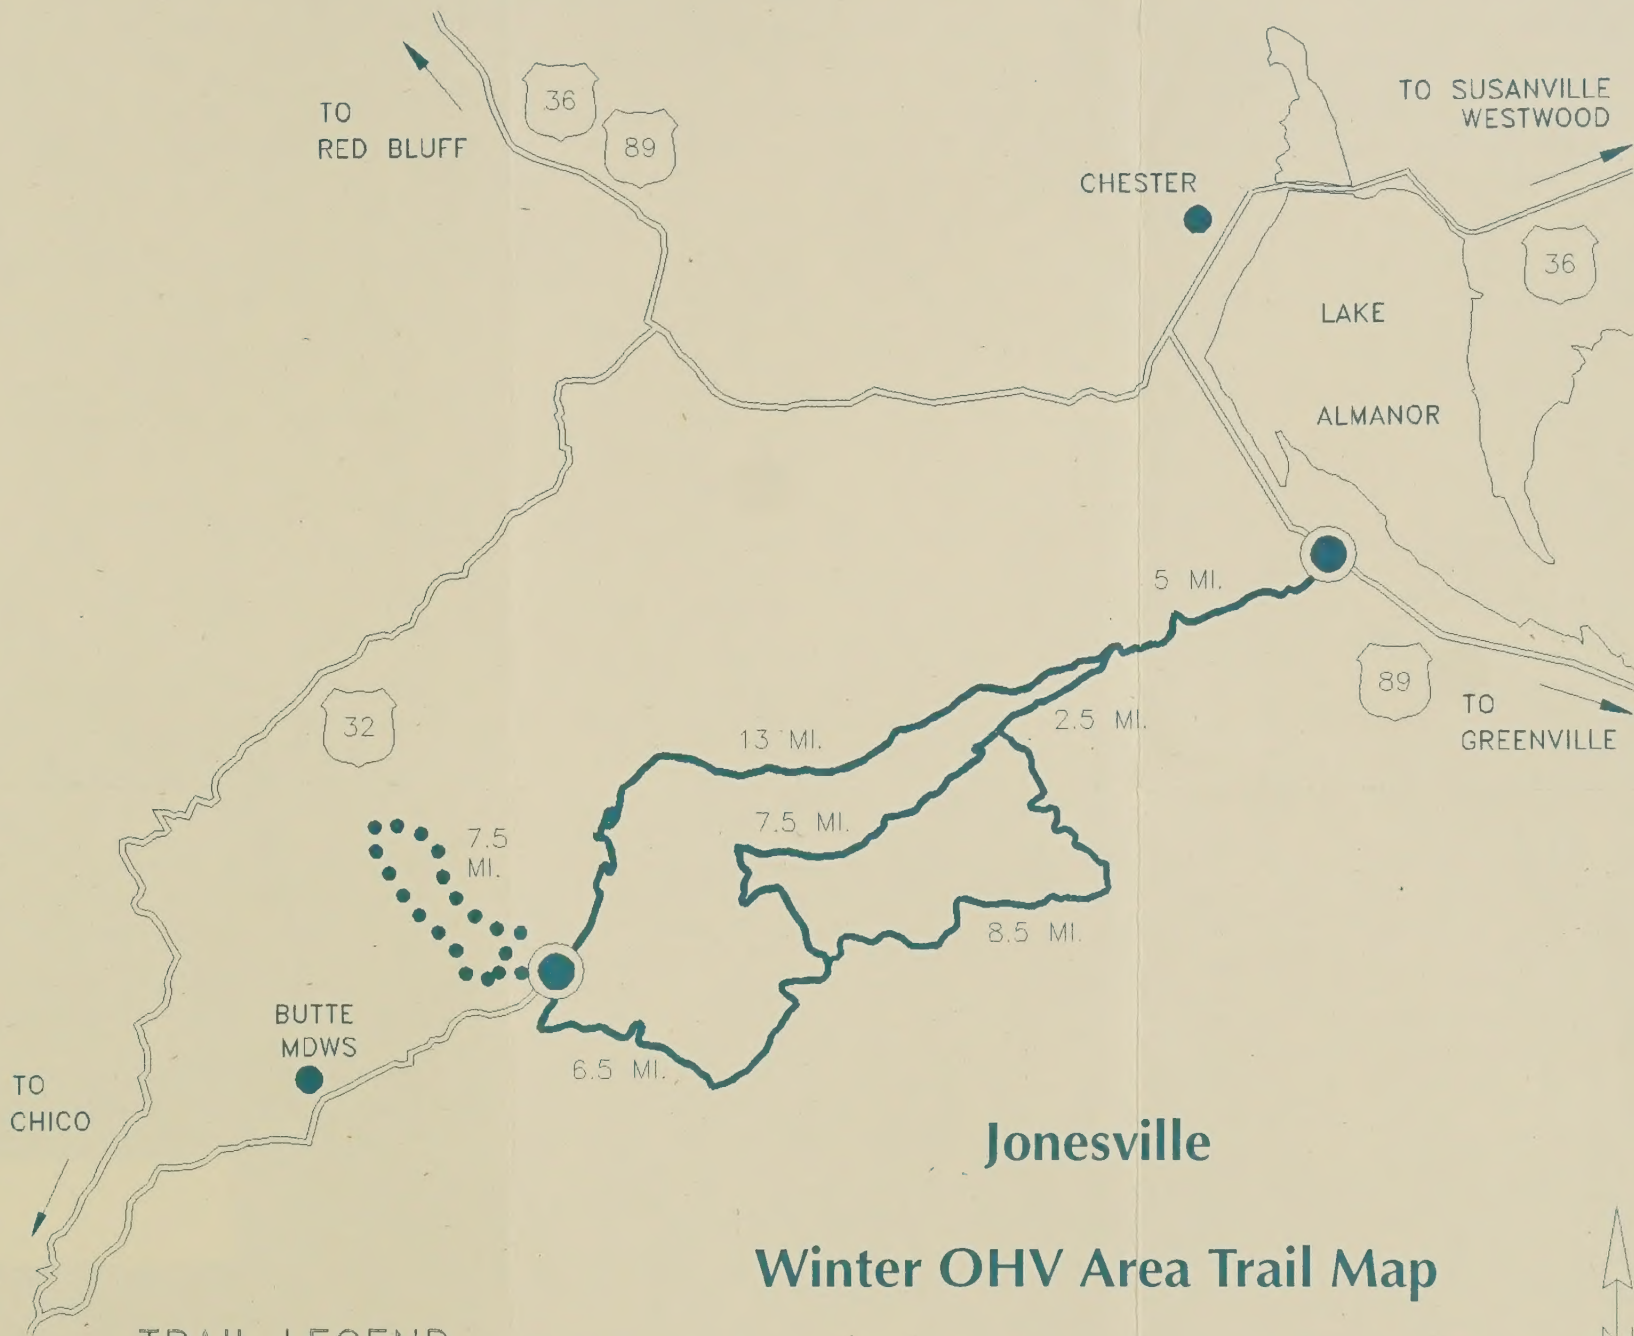 TO
RED BLUFF
36
89
TO SUSANVILLE
WESTWOOD
CHESTER
36
LAKE
ALMANOR
5 MI.
89
TO
GREENVILLE
32
13 MI.
2.5 MI.
7.5 MI.
7.5
MI.
8.5 MI.
BUTTE
MDWS
6.5 MI.
TO
CHICO
Jonesville
Winter OHV Area Trail Map
TRAIL LEGEND
N